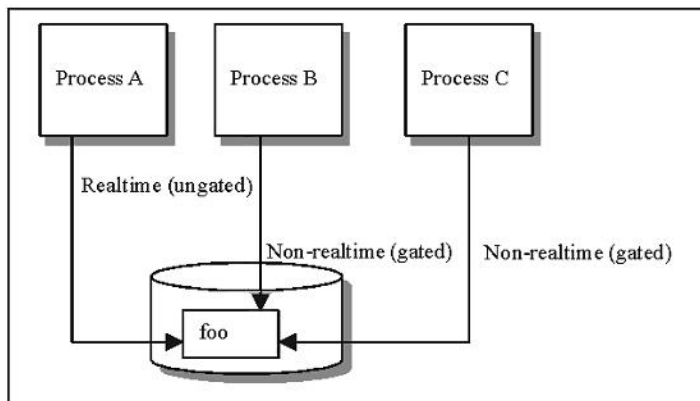 Process A
Process B
Process C
Realtime (ungated)
Non-realtime (gated)
Non-realtime (gated)
foo